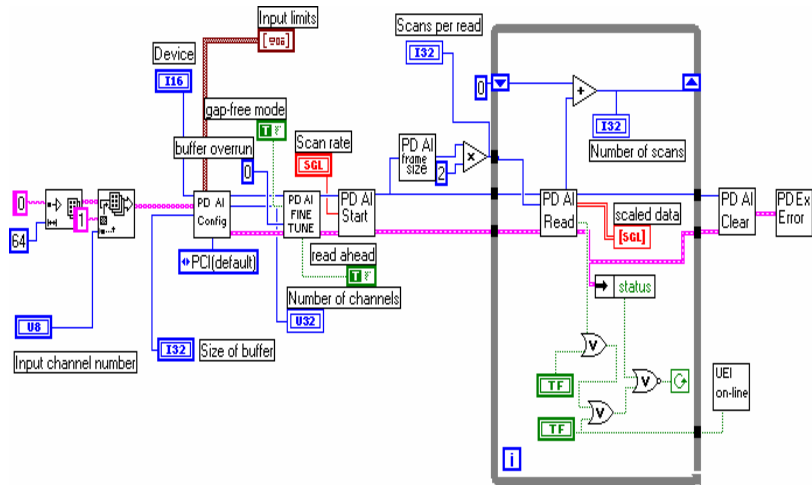 Input limits
Device
I16
gap-free mode
T F
buffer overrun
0
Scan rate
SGL
Scans per read
I32
0
+
I32
Number of scans
PD AI
frame
size
2
x
0
64
1
U8
Input channel number
PD AI
Config
PD AI
FINE
TUNE
PD AI
Start
PCI(default)
read ahead
T F
Number of channels
U32
I32
Size of buffer
PD AI
Read
scaled data
[SGL]
status
PD AI
Clear
PD Ex
Error
V
V
V
TF
TF
UEI
on-line
i